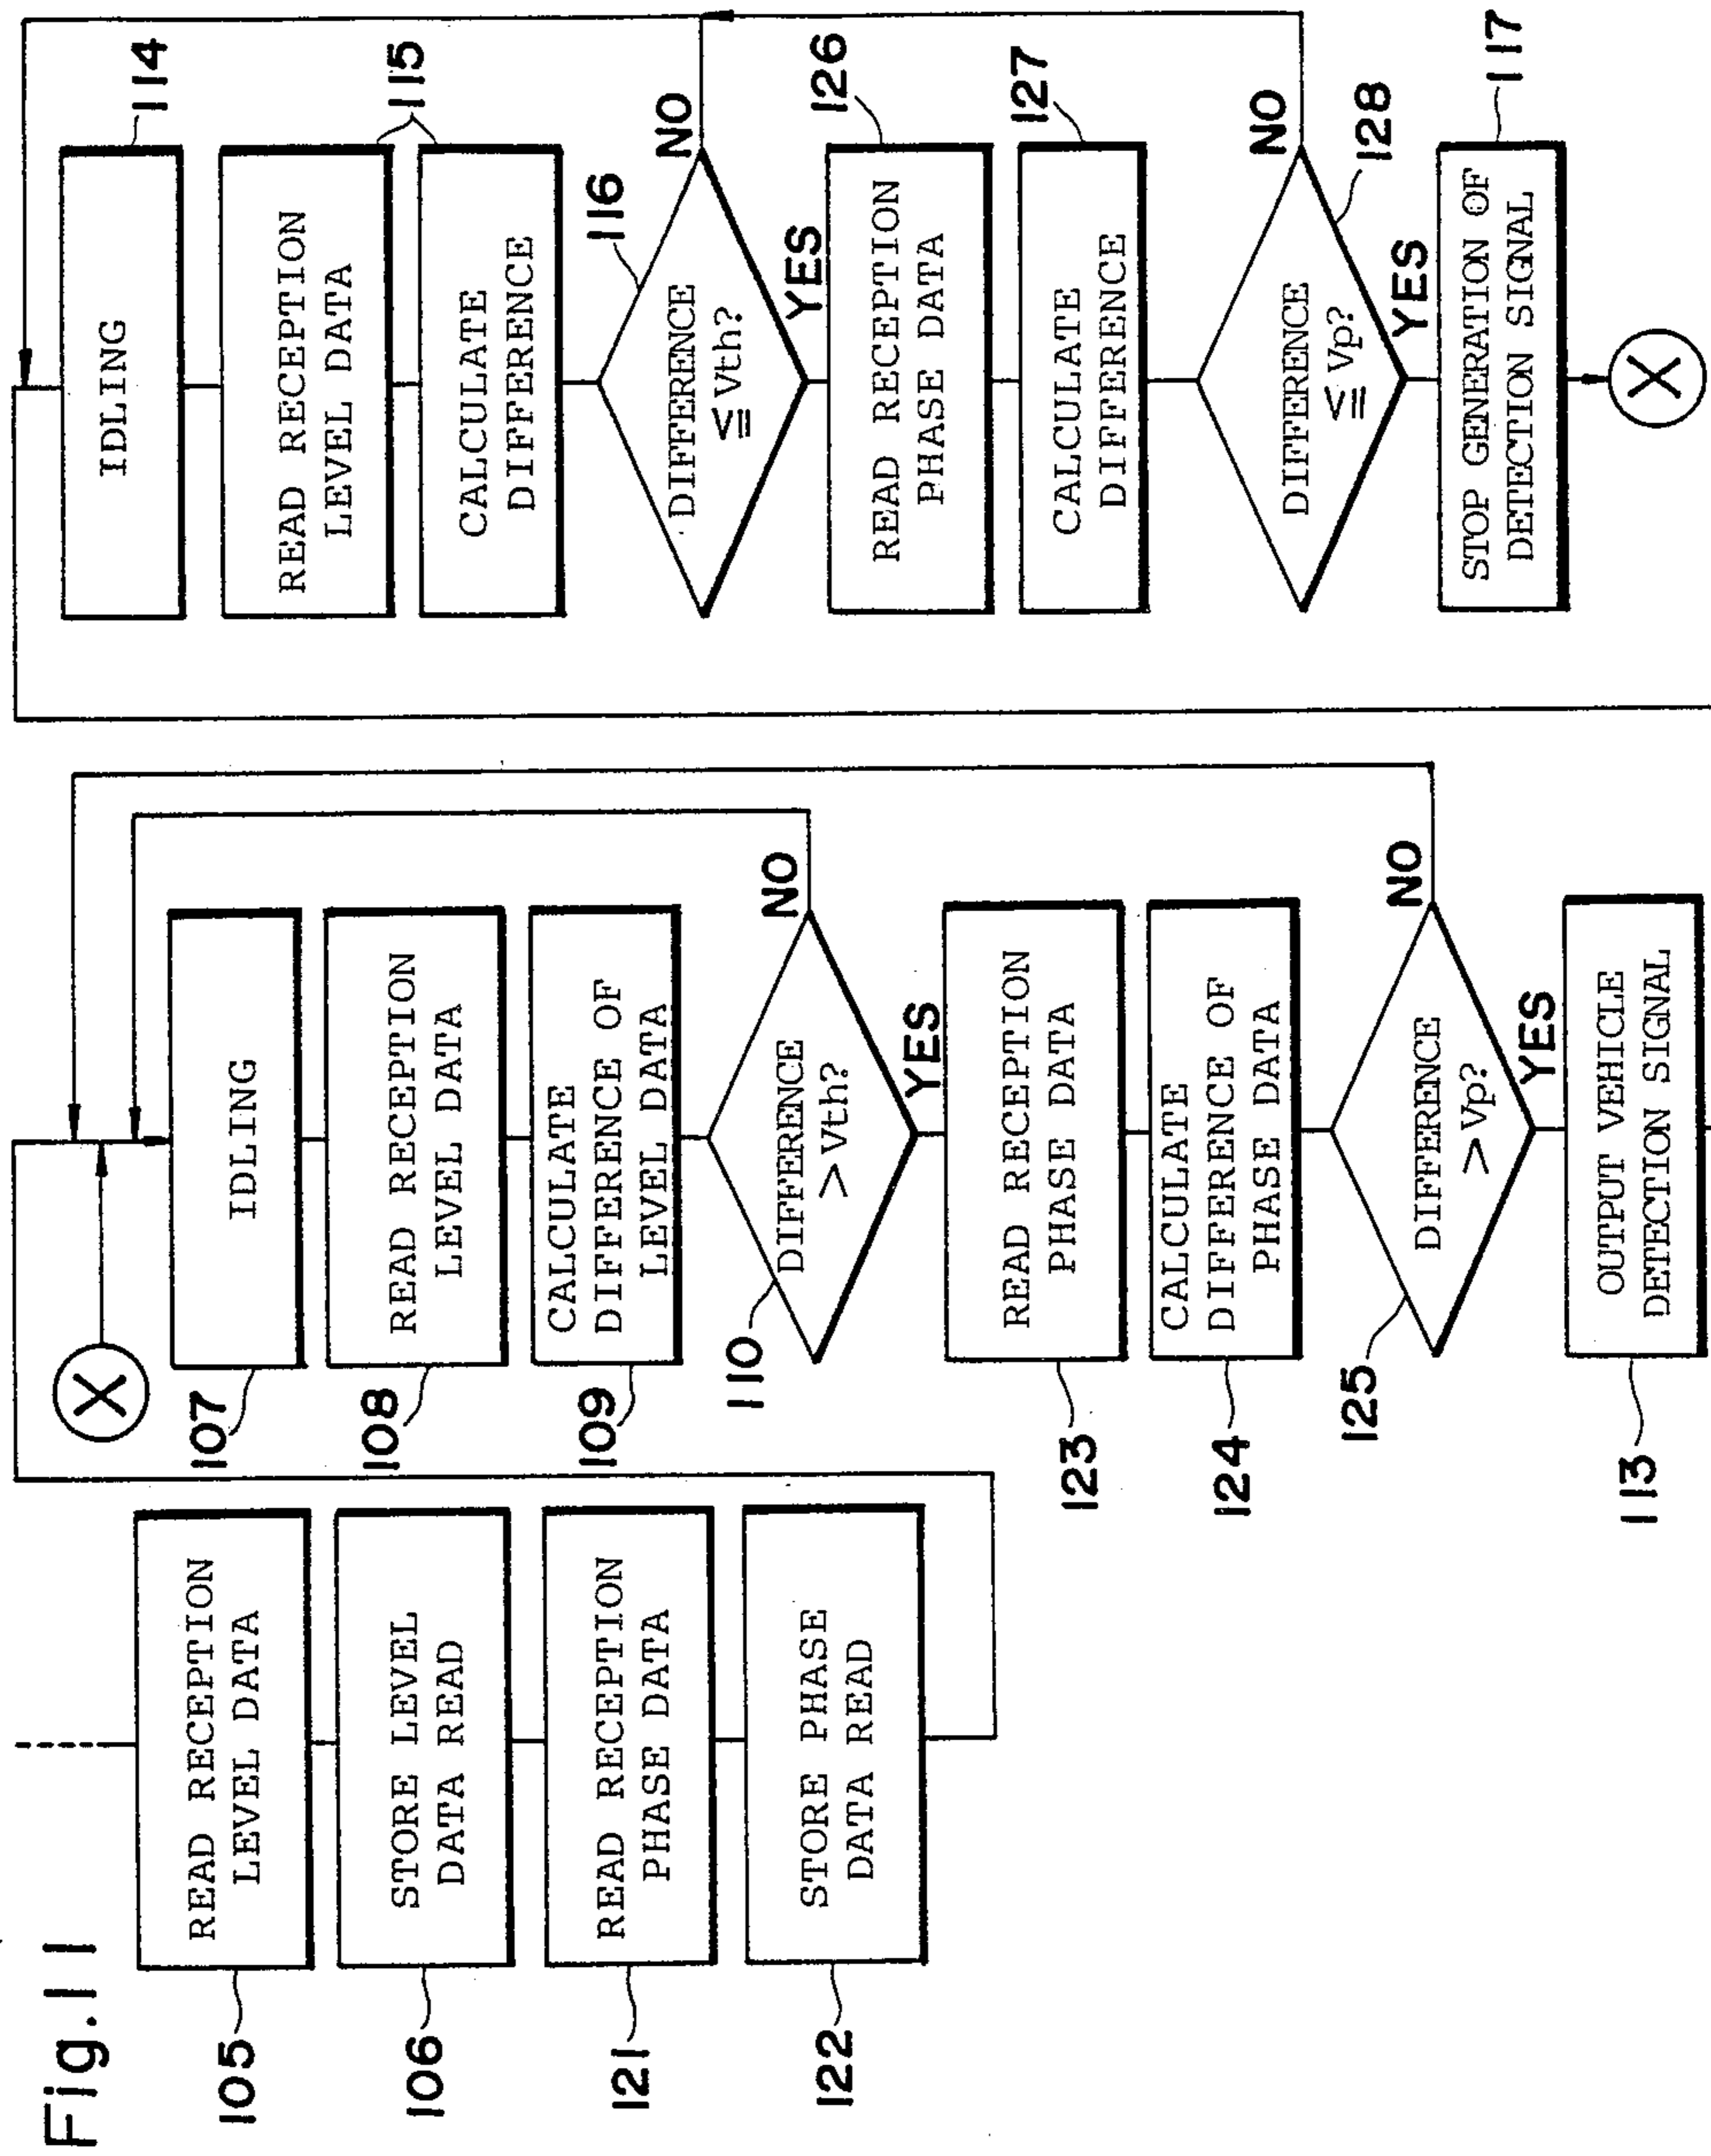 Fig.11
105
READ RECEPTION
LEVEL DATA
106
STORE LEVEL
DATA READ
121
READ RECEPTION
PHASE DATA
122
STORE PHASE
DATA READ
X
107
IDLING
108
READ RECEPTION
LEVEL DATA
109
CALCULATE
DIFFERENCE OF
LEVEL DATA
110
DIFFERENCE
>Vth?
NO
YES
123
READ RECEPTION
PHASE DATA
124
CALCULATE
DIFFERENCE OF
PHASE DATA
125
DIFFERENCE
>Vp?
NO
YES
113
OUTPUT VEHICLE
DETECTION SIGNAL
114
IDLING
115
READ RECEPTION
LEVEL DATA
CALCULATE
DIFFERENCE
116
DIFFERENCE
≦Vth?
NO
YES
126
READ RECEPTION
PHASE DATA
127
CALCULATE
DIFFERENCE
128
DIFFERENCE
≦Vp?
NO
YES
117
STOP GENERATION OF
DETECTION SIGNAL
X